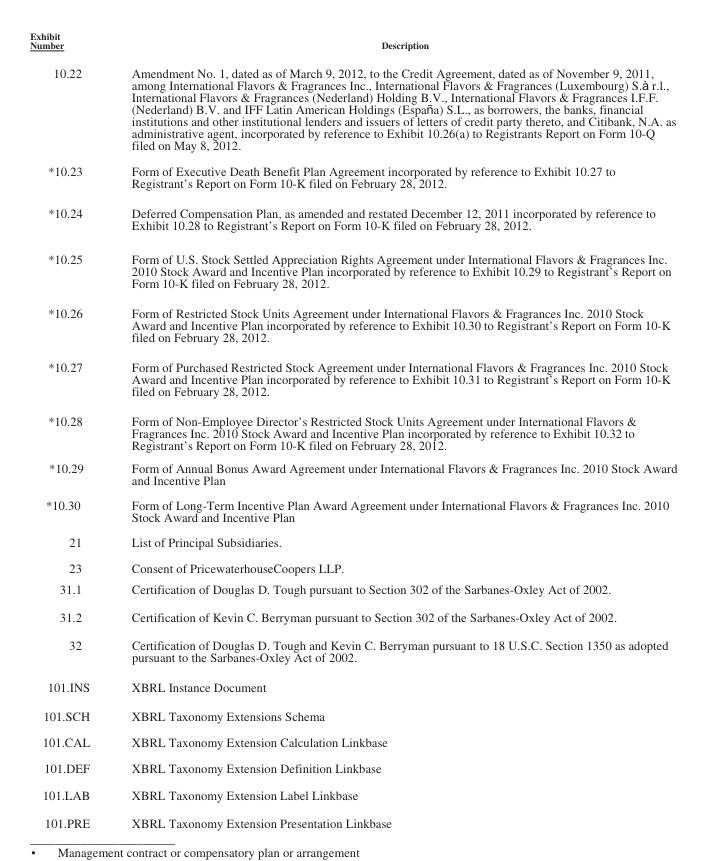 Exhibit
Number Description
10.22 Amendment No. 1, dated as of March 9, 2012, to the Credit Agreement, dated as of November 9, 2011,
among International Flavors & Fragrances Inc., International Flavors & Fragrances (Luxembourg) S.à r.l.,
International Flavors & Fragrances (Nederland) Holding B.V., International Flavors & Fragrances I.F.F.
(Nederland) B.V. and IFF Latin American Holdings (España) S.L., as borrowers, the banks, financial
institutions and other institutional lenders and issuers of letters of credit party thereto, and Citibank, N.A. as
administrative agent, incorporated by reference to Exhibit 10.26(a) to Registrants Report on Form 10-Q
filed on May 8, 2012.
*10.23 Form of Executive Death Benefit Plan Agreement incorporated by reference to Exhibit 10.27 to
Registrant's Report on Form 10-K filed on February 28, 2012.
*10.24 Deferred Compensation Plan, as amended and restated December 12, 2011 incorporated by reference to
Exhibit 10.28 to Registrant's Report on Form 10-K filed on February 28, 2012.
*10.25 Form of U.S. Stock Settled Appreciation Rights Agreement under International Flavors & Fragrances Inc.
2010 Stock Award and Incentive Plan incorporated by reference to Exhibit 10.29 to Registrant's Report on
Form 10-K filed on February 28, 2012.
*10.26 Form of Restricted Stock Units Agreement under International Flavors & Fragrances Inc. 2010 Stock
Award and Incentive Plan incorporated by reference to Exhibit 10.30 to Registrant's Report on Form 10-K
filed on February 28, 2012.
*10.27 Form of Purchased Restricted Stock Agreement under International Flavors & Fragrances Inc. 2010 Stock
Award and Incentive Plan incorporated by reference to Exhibit 10.31 to Registrant's Report on Form 10-K
filed on February 28, 2012.
*10.28 Form of Non-Employee Director's Restricted Stock Units Agreement under International Flavors &
Fragrances Inc. 2010 Stock Award and Incentive Plan incorporated by reference to Exhibit 10.32 to
Registrant's Report on Form 10-K filed on February 28, 2012.
*10.29 Form of Annual Bonus Award Agreement under International Flavors & Fragrances Inc. 2010 Stock Award
and Incentive Plan
*10.30 Form of Long-Term Incentive Plan Award Agreement under International Flavors & Fragrances Inc. 2010
Stock Award and Incentive Plan
21 List of Principal Subsidiaries.
23 Consent of PricewaterhouseCoopers LLP.
31.1 Certification of Douglas D. Tough pursuant to Section 302 of the Sarbanes-Oxley Act of 2002.
31.2 Certification of Kevin C. Berryman pursuant to Section 302 of the Sarbanes-Oxley Act of 2002.
32 Certification of Douglas D. Tough and Kevin C. Berryman pursuant to 18 U.S.C. Section 1350 as adopted
pursuant to the Sarbanes-Oxley Act of 2002.
101.INS XBRL Instance Document
101.SCH XBRL Taxonomy Extensions Schema
101.CAL XBRL Taxonomy Extension Calculation Linkbase
101.DEF XBRL Taxonomy Extension Definition Linkbase
101.LAB XBRL Taxonomy Extension Label Linkbase
101.PRE XBRL Taxonomy Extension Presentation Linkbase
• Management contract or compensatory plan or arrangement